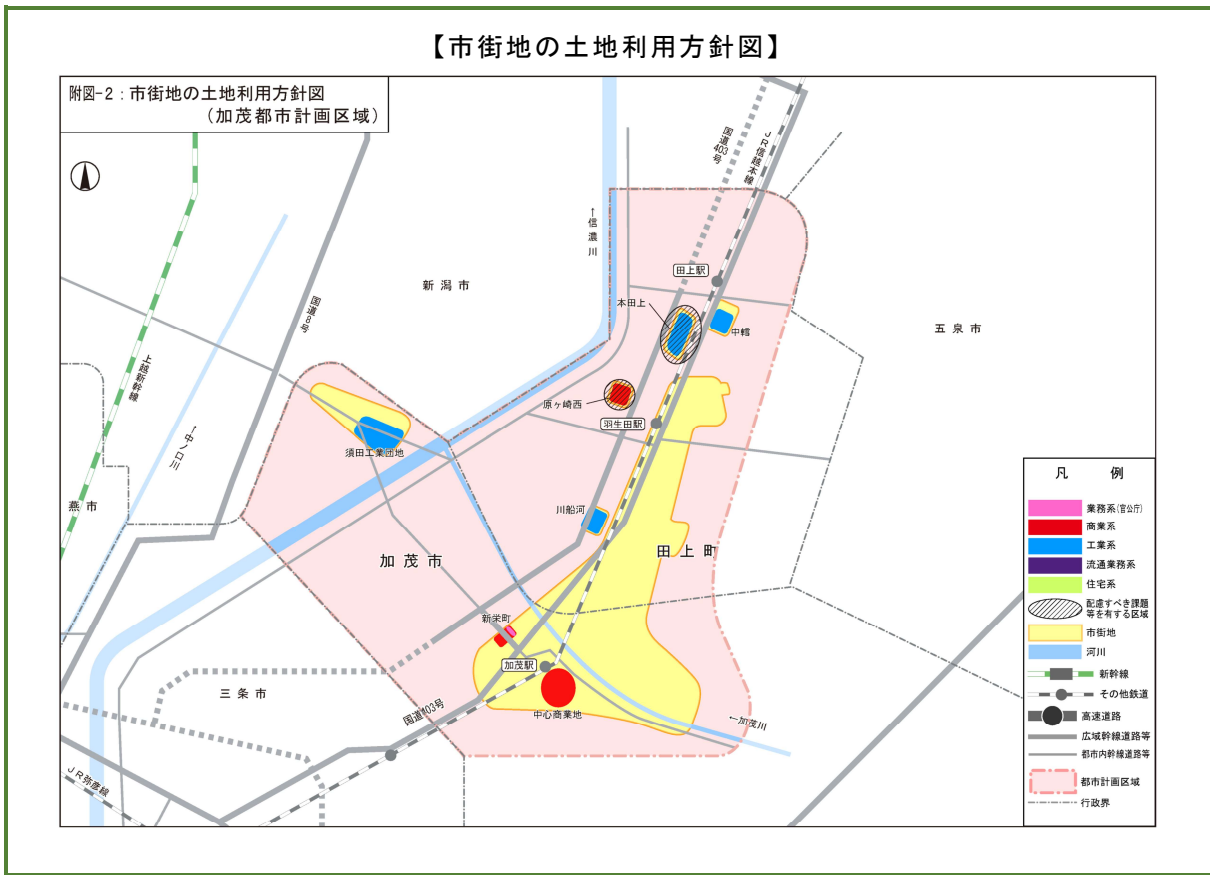 【市街地の土地利用方針図】
附図-2：市街地の土地利用方針図
（加茂都市計画区域）
国道403号
JR信越本線
←信濃川
新潟市
田上駅
本田上
中轌
五泉市
国道8号
上越新幹線
←中ノ口川
燕市
原ヶ崎西
羽生田駅
須田工業団地
川船河
加茂市
田上町
新栄町
加茂駅
中心商業地
三条市
国道403号
←加茂川
JR弥彦線
凡例
業務系(官公庁)
商業系
工業系
流通業務系
住宅系
配慮すべき課題
等を有する区域
市街地
河川
新幹線
その他鉄道
高速道路
広域幹線道路等
都市内幹線道路等
都市計画区域
行政界